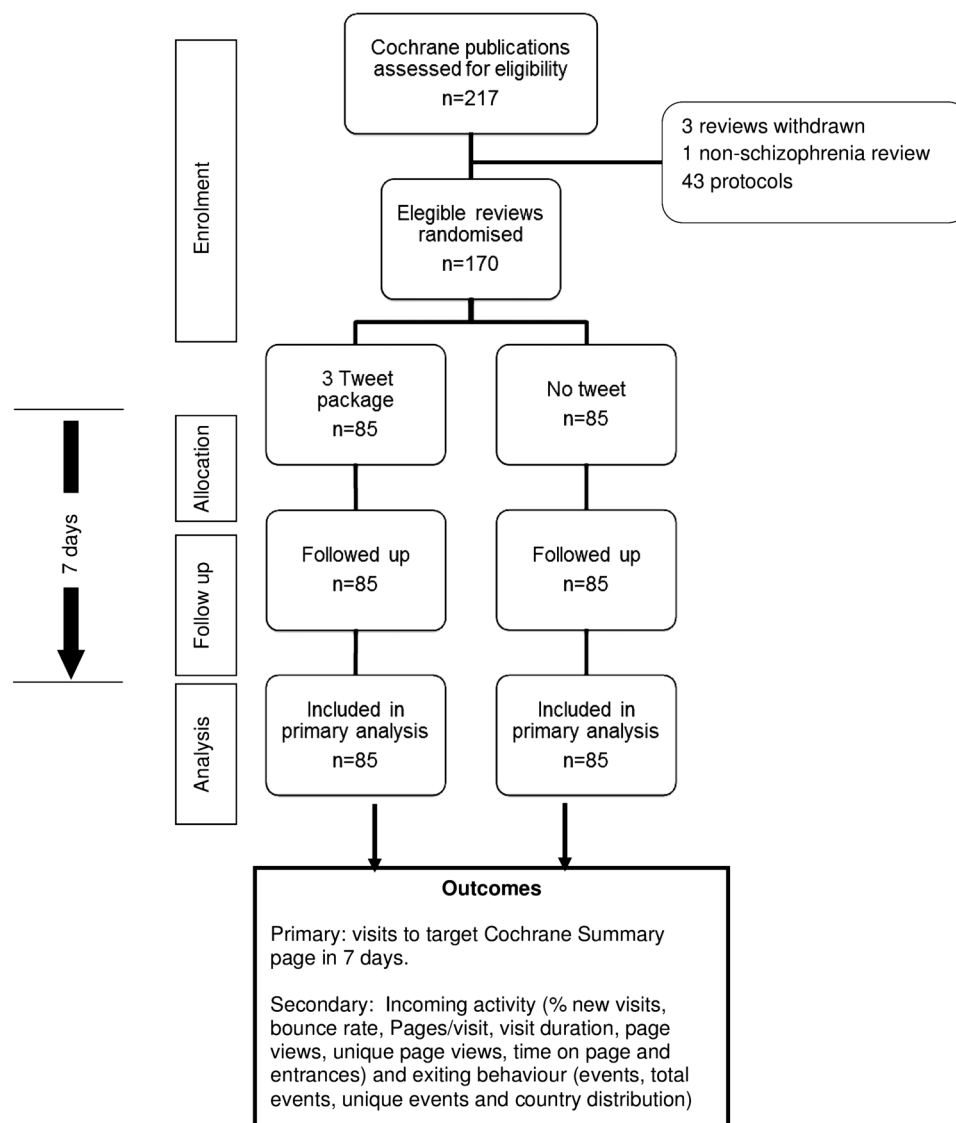 Cochrane publications
assessed for eligibility
n=217
3 reviews withdrawn
1 non-schizophrenia review
43 protocols
Enrolment
Elegible reviews
randomised
n=170
3 Tweet
package
n=85
No tweet
n=85
Allocation
7 days
Followed up
n=85
Followed up
n=85
Follow up
Included in
primary analysis
n=85
Included in
primary analysis
n=85
Analysis
Outcomes
Primary: visits to target Cochrane Summary
page in 7 days.
Secondary: Incoming activity (% new visits,
bounce rate, Pages/visit, visit duration, page
views, unique page views, time on page and
entrances) and exiting behaviour (events, total
events, unique events and country distribution)